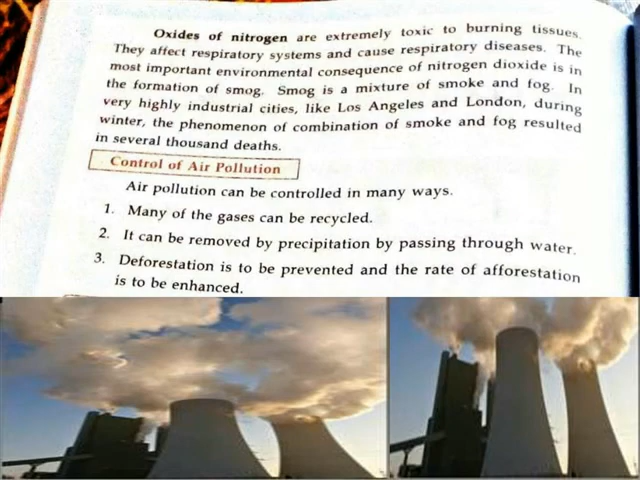 Oxides of nitrogen are extremely toxic to burning tissues.
They affect respiratory systems and cause respiratory diseases. The
most important environmental consequence of nitrogen dioxide is in
the formation of smog. Smog is a mixture of smoke and fog. In
very highly industrial cities, like Los Angeles and London, during
winter, the phenomenon of combination of smoke and fog resulted
in several thousand deaths.
Control of Air Pollution
Air pollution can be controlled in many ways.
1. Many of the gases can be recycled.
2. It can be removed by precipitation by passing through water.
3. Deforestation is to be prevented and the rate of afforestation
is to be enhanced.